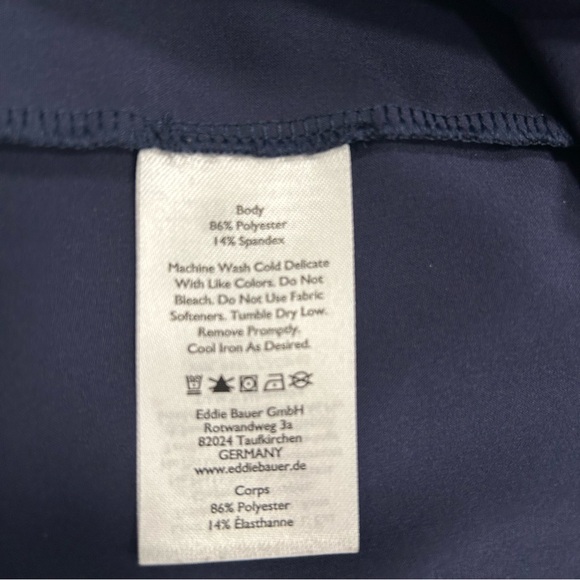 Body
86% Polyester
14% Spandex
Machine Wash Cold Delicate
With Like Colors. Do Not
Bleach. Do Not Use Fabric
Softeners. Tumble Dry Low.
Remove Promptly.
Cool Iron As Desired.
Eddie Bauer GmbH
Rotwandweg 3a
82024 Taufkirchen
GERMANY
www.eddiebauer.de
Corps
86% Polyester
14% Élasthanne